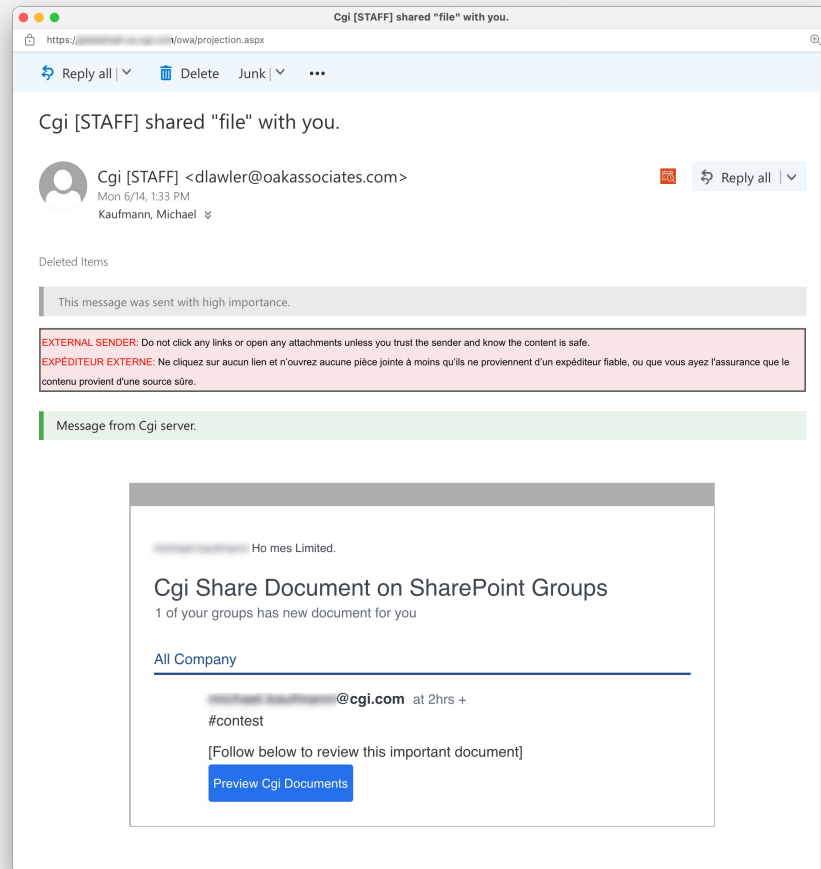 Cgi [STAFF] shared "file" with you.
https:// /owa/projection.aspx
Reply all | Delete Junk | •••
Cgi [STAFF] shared "file" with you.
Cgi [STAFF] <dlawler@oakassociates.com>
Reply all |
Mon 6/14, 1:33 PM
Kaufmann, Michael
Deleted Items
This message was sent with high importance.
EXTERNAL SENDER: Do not click any links or open any attachments unless you trust the sender and know the content is safe.
EXPÉDITEUR EXTERNE: Ne cliquez sur aucun lien et n'ouvrez aucune pièce jointe à moins qu'ils ne proviennent d'un expéditeur fiable, ou que vous ayez l'assurance que le
contenu provient d'une source sûre.
Message from Cgi server.
Ho mes Limited.
Cgi Share Document on SharePoint Groups
1 of your groups has new document for you
All Company
@cgi.com at 2hrs +
#contest
[Follow below to review this important document]
Preview Cgi Documents